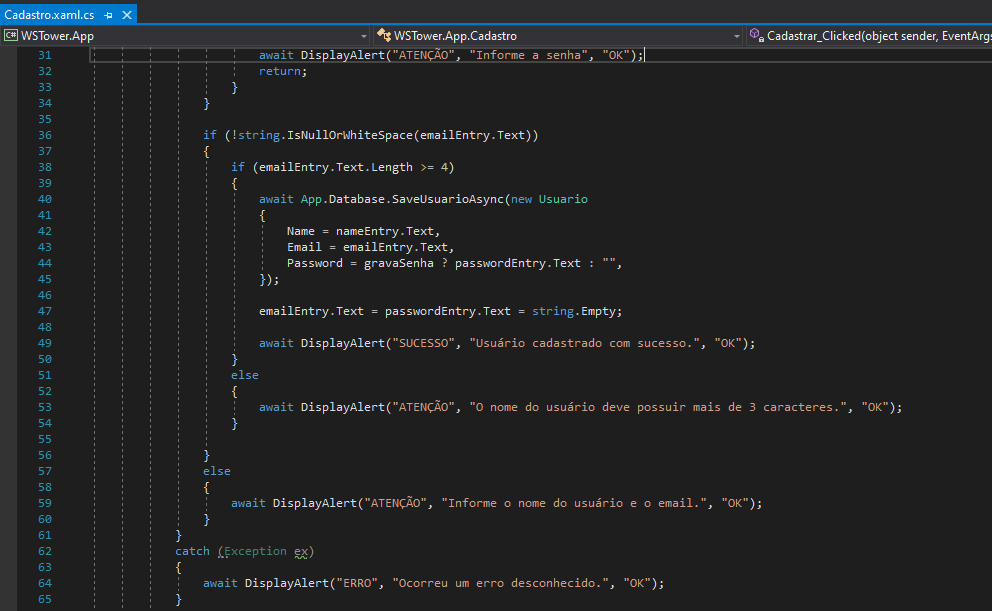 Cadastro.xaml.cs
C# WSTower.App WSTower.App.Cadastro Cadastrar_Clicked(object sender, EventArgs
31 await DisplayAlert("ATENÇÃO", "Informe a senha", "OK");
32 return;
33 }
34 }
35
36 if (!string.IsNullOrWhiteSpace(emailEntry.Text))
37 {
38 if (emailEntry.Text.Length >= 4)
39 {
40 await App.Database.SaveUsuarioAsync(new Usuario
41 {
42 Name = nameEntry.Text,
43 Email = emailEntry.Text,
44 Password = gravaSenha ? passwordEntry.Text : "",
45 });
46
47 emailEntry.Text = passwordEntry.Text = string.Empty;
48
49 await DisplayAlert("SUCESSO", "Usuário cadastrado com sucesso.", "OK");
50 }
51 else
52 {
53 await DisplayAlert("ATENÇÃO", "O nome do usuário deve possuir mais de 3 caracteres.", "OK");
54 }
55
56 }
57 else
58 {
59 await DisplayAlert("ATENÇÃO", "Informe o nome do usuário e o email.", "OK");
60 }
61 }
62 catch (Exception ex)
63 {
64 await DisplayAlert("ERRO", "Ocorreu um erro desconhecido.", "OK");
65 }